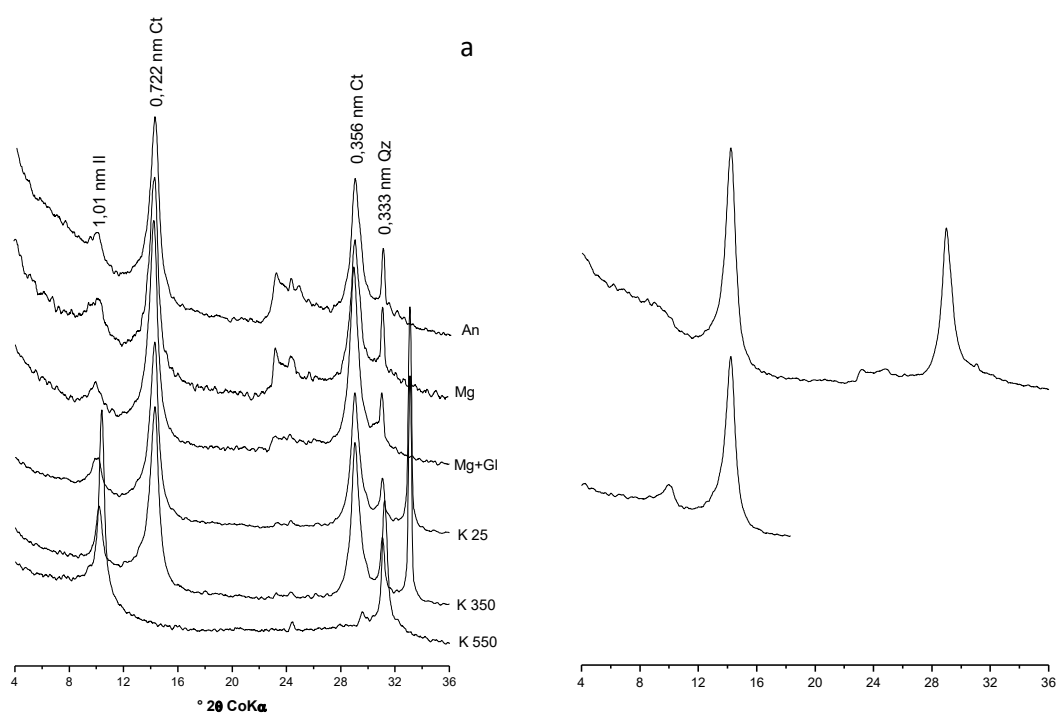 a
0,722 nm Ct
0,356 nm Ct
0,333 nm Qz
1,01 nm Il
An
Mg
Mg+Gl
K 25
K 350
K 550
4 8 12 16 20 24 28 32 36
° 2θ CoKα
4 8 12 16 20 24 28 32 36